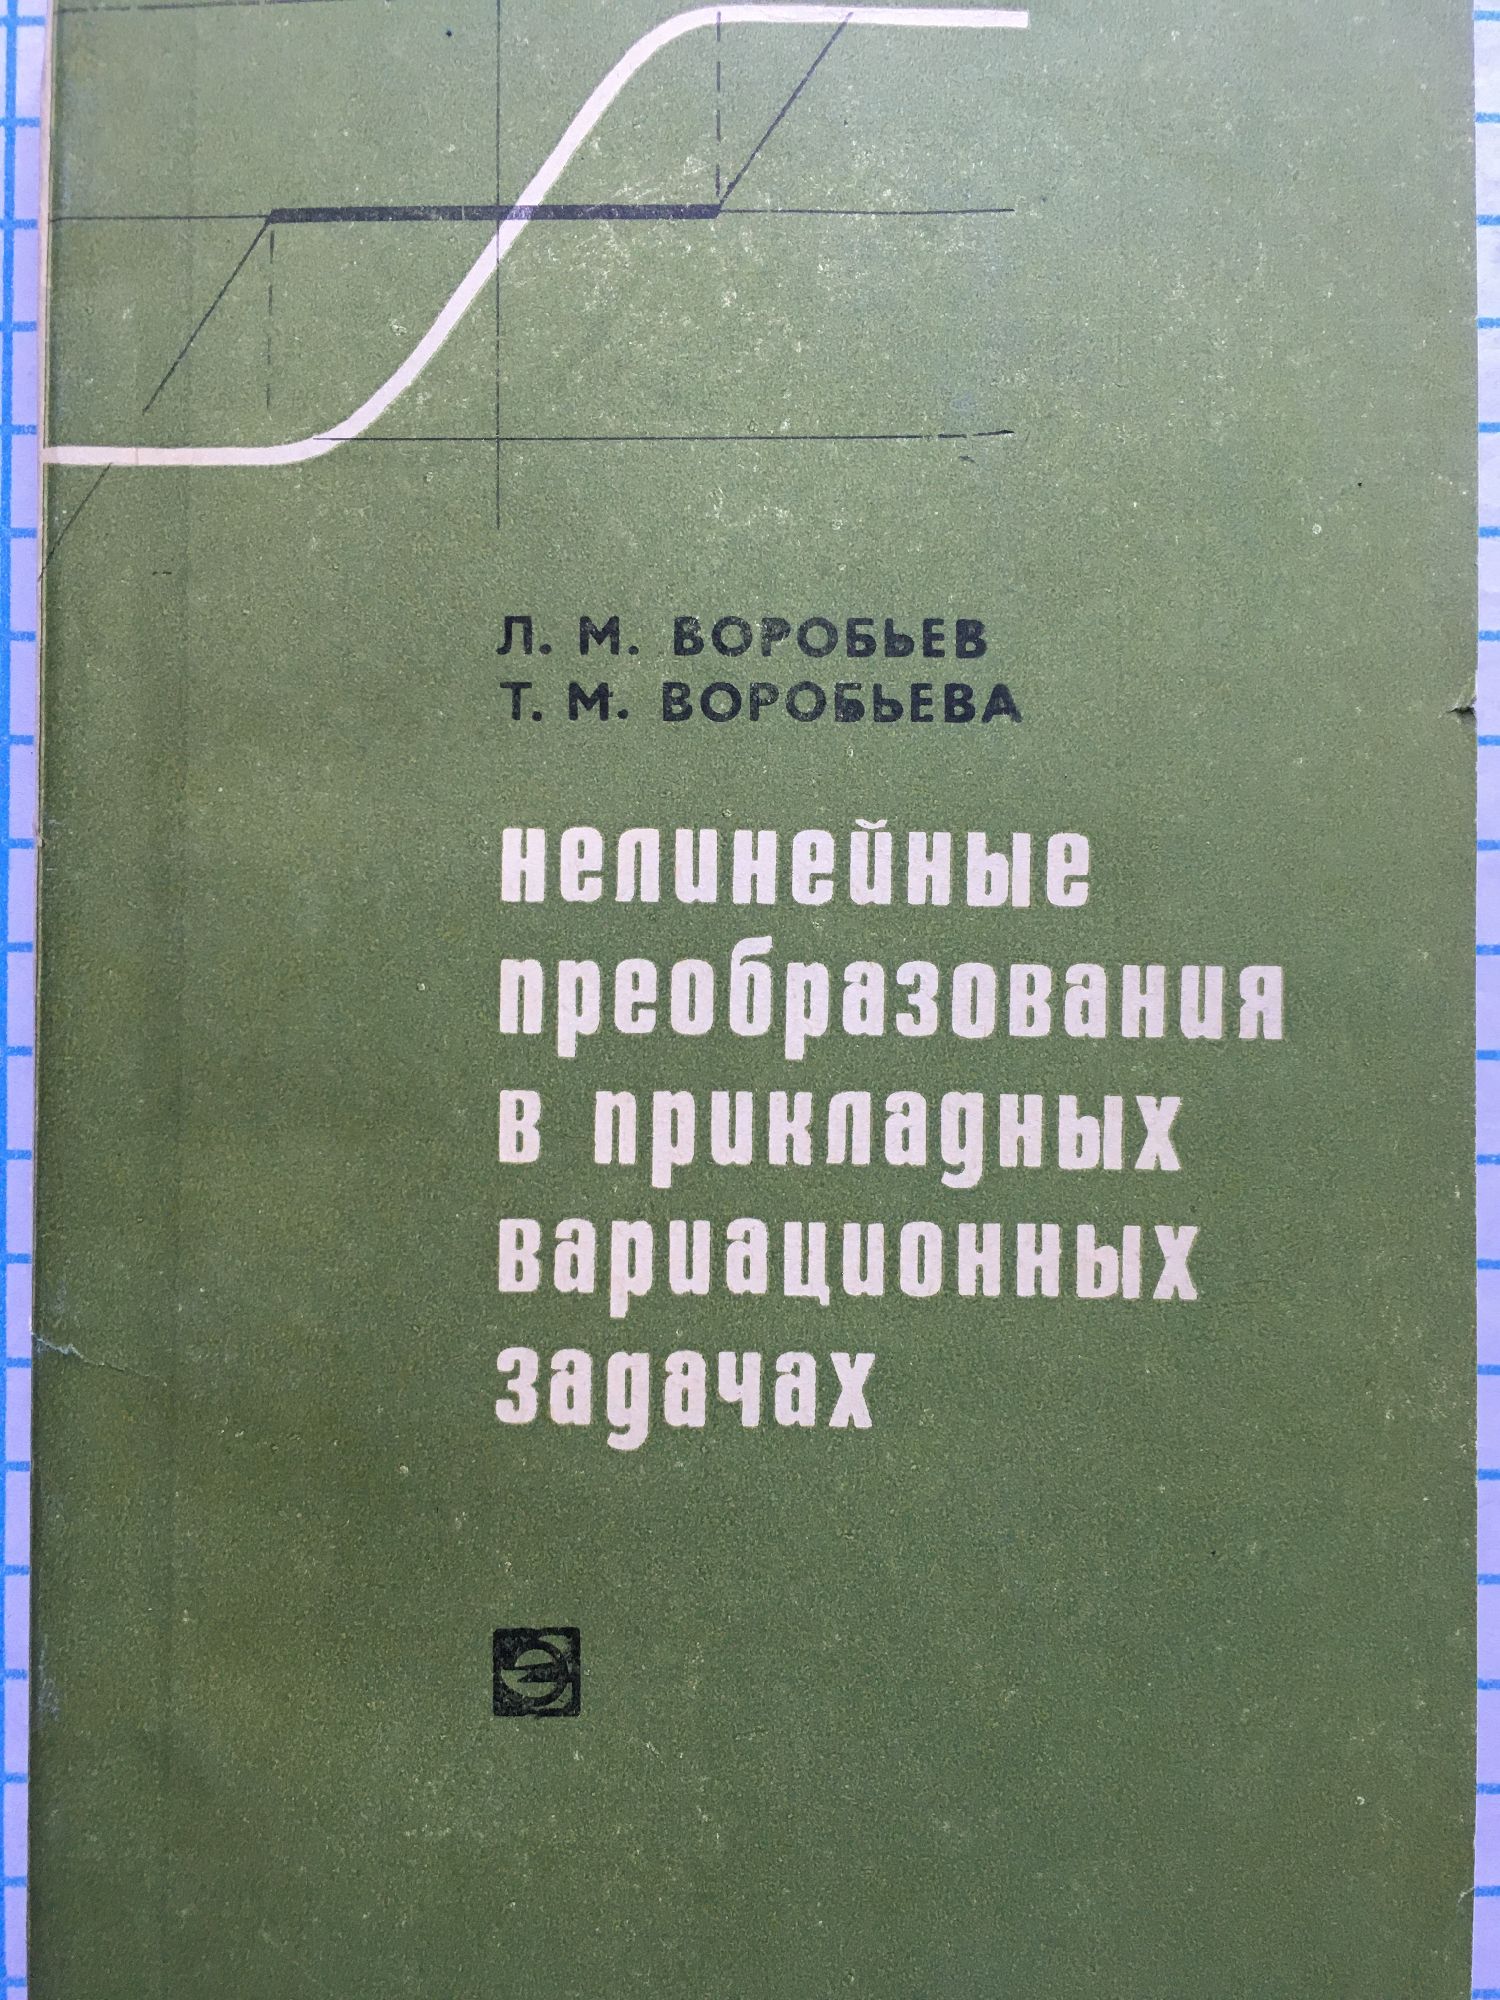 Л. М. ВОРОБЬЕВ
Т. М. ВОРОБЬЕВА
нелинейные
преобразования
в прикладных
вариационных
задачах
Э